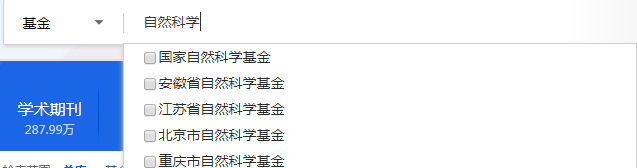 基金 自然科学
国家自然科学基金
安徽省自然科学基金
学术期刊
江苏省自然科学基金
287.99万
北京市自然科学基金
重庆市自然科学基金